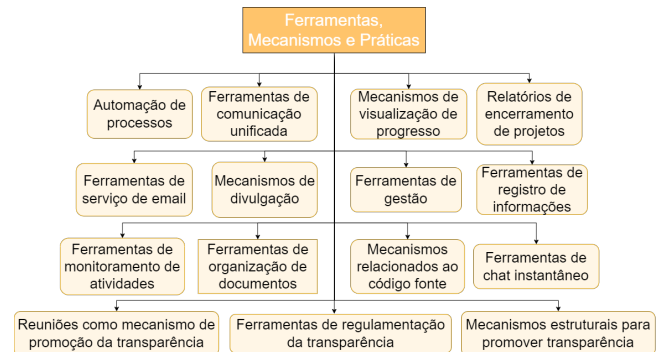 Ferramentas,
Mecanismos e Práticas
Automação de
processos
Ferramentas de
comunicação
unificada
Mecanismos de
visualização de
progresso
Relatórios de
encerramento
de projetos
Ferramentas de
serviço de email
Mecanismos de
divulgação
Ferramentas de
gestão
Ferramentas de
registro de
informações
Ferramentas de
monitoramento de
atividades
Ferramentas de
organização de
documentos
Mecanismos
relacionados ao
código fonte
Ferramentas de
chat instantâneo
Reuniões como mecanismo de
promoção da transparência
Ferramentas de regulamentação
da transparência
Mecanismos estruturais para
promover transparência